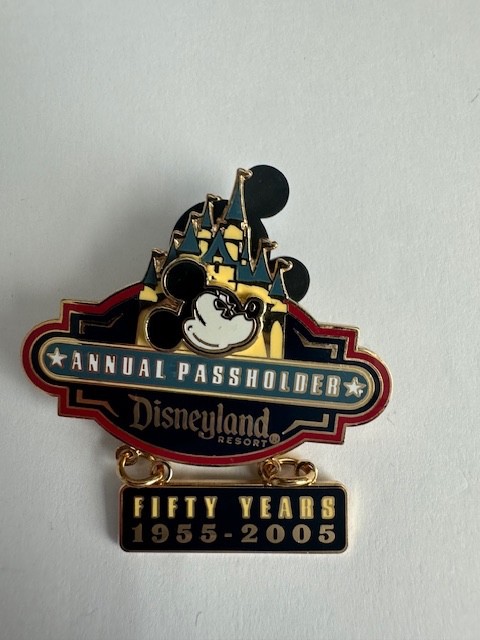 ANNUAL PASSHOLDER
Disneyland
RESORT®
FIFTY YEARS
1955-2005